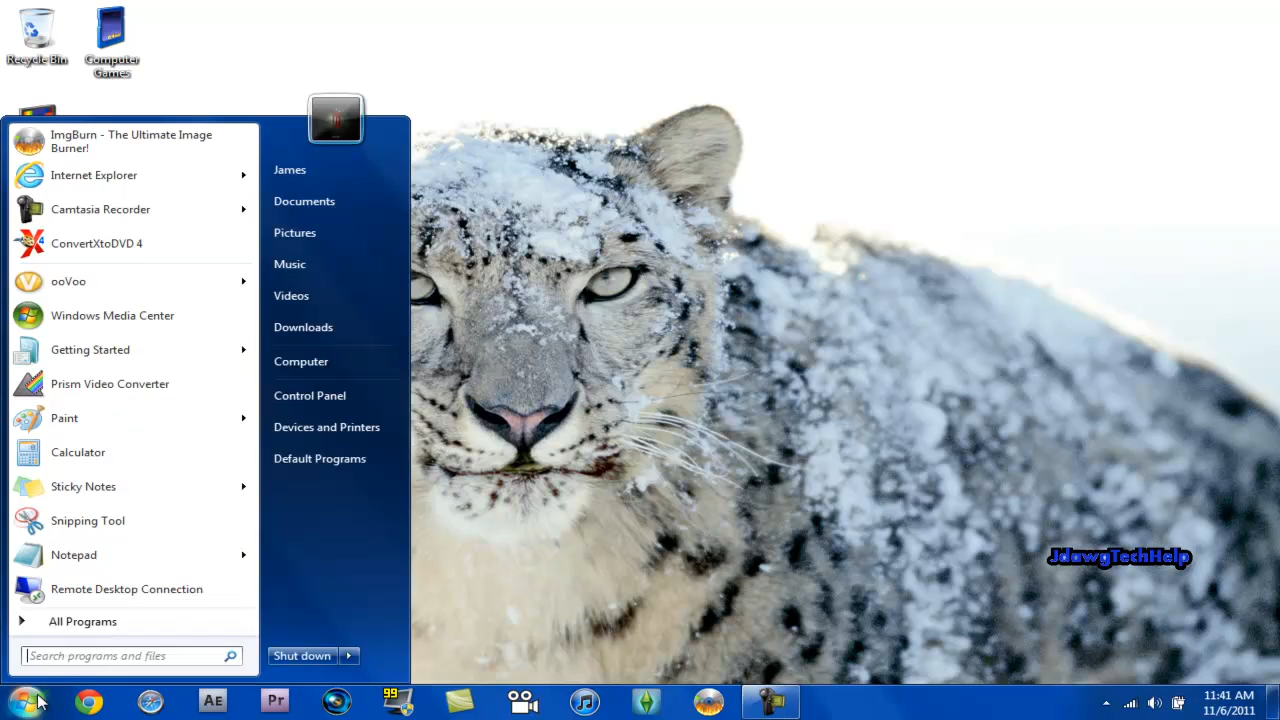 Recycle Bin
Computer
Games
ImgBurn - The Ultimate Image
Burner!
Internet Explorer
Camtasia Recorder
ConvertXtoDVD 4
ooVoo
Windows Media Center
Getting Started
Prism Video Converter
Paint
Calculator
Sticky Notes
Snipping Tool
Notepad
Remote Desktop Connection
All Programs
Search programs and files
James
Documents
Pictures
Music
Videos
Downloads
Computer
Control Panel
Devices and Printers
Default Programs
Shut down
JdawgTechHelp
Ae
Pr
99
11:41 AM
11/6/2011